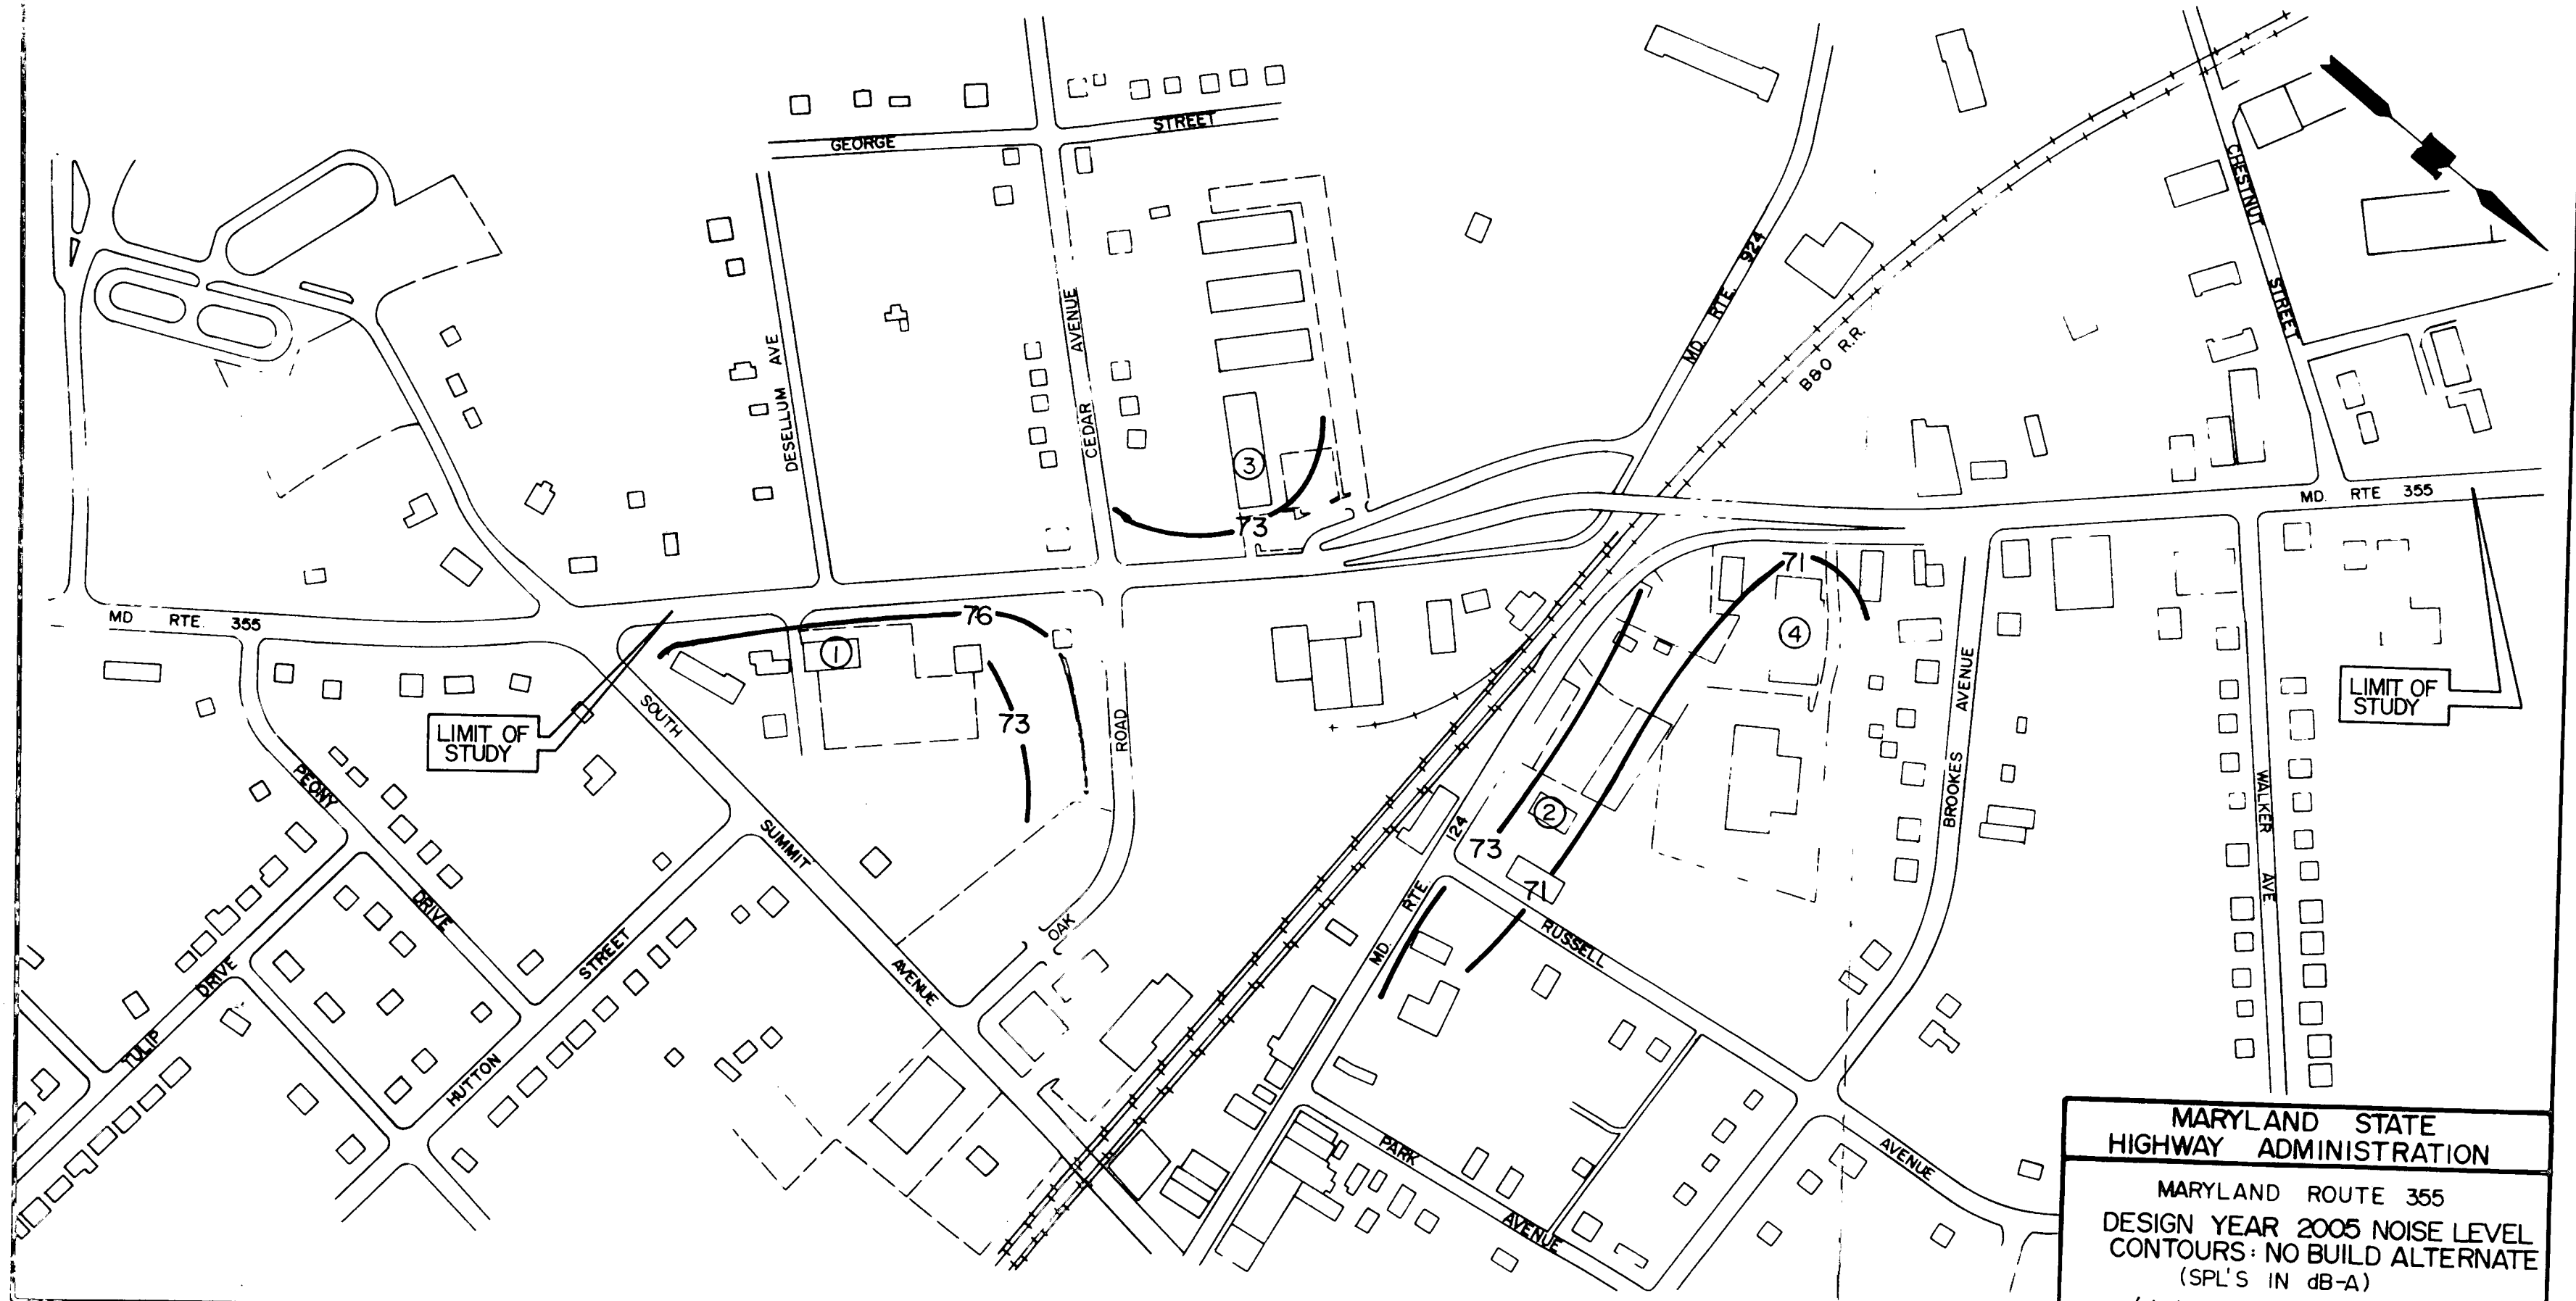 GEORGE
STREET
CEDAR
AVENUE
DESELLUM AVE
MD. RTE. 924
B&O R.R.
CHESTNUT
STREET
MD. RTE 355
MD RTE. 355
LIMIT OF
STUDY
LIMIT OF
STUDY
73
76
73
71
73
71
1
2
3
4
SOUTH
SUMMIT
AVENUE
OAK
ROAD
PEONY
DRIVE
TULIP
DRIVE
HUTTON
STREET
MD. RTE. 124
RUSSELL
AVENUE
BROOKES AVENUE
WALKER AVE
PARK
AVENUE
MARYLAND STATE
HIGHWAY ADMINISTRATION
MARYLAND ROUTE 355
DESIGN YEAR 2005 NOISE LEVEL
CONTOURS: NO BUILD ALTERNATE
(SPL'S IN dB-A)